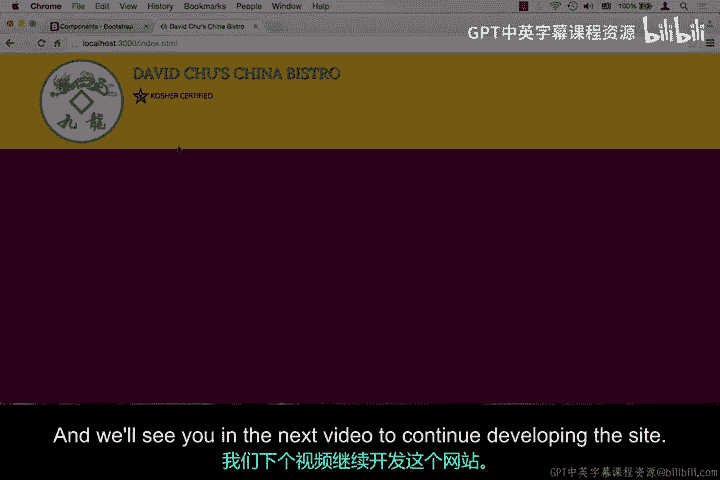 Chrome File Edit View History Bookmarks People Window Help 100%
Components · Bootstrap
David Chu's China Bistro
localhost:3000/index.html
GPT中英字幕课程资源 bilibili
DAVID CHU'S CHINA BISTRO
KOSHER CERTIFIED
九龍
And we'll see you in the next video to continue developing the site.
我们下个视频继续开发这个网站。
GPT中英字幕课程资源@bilibili.com